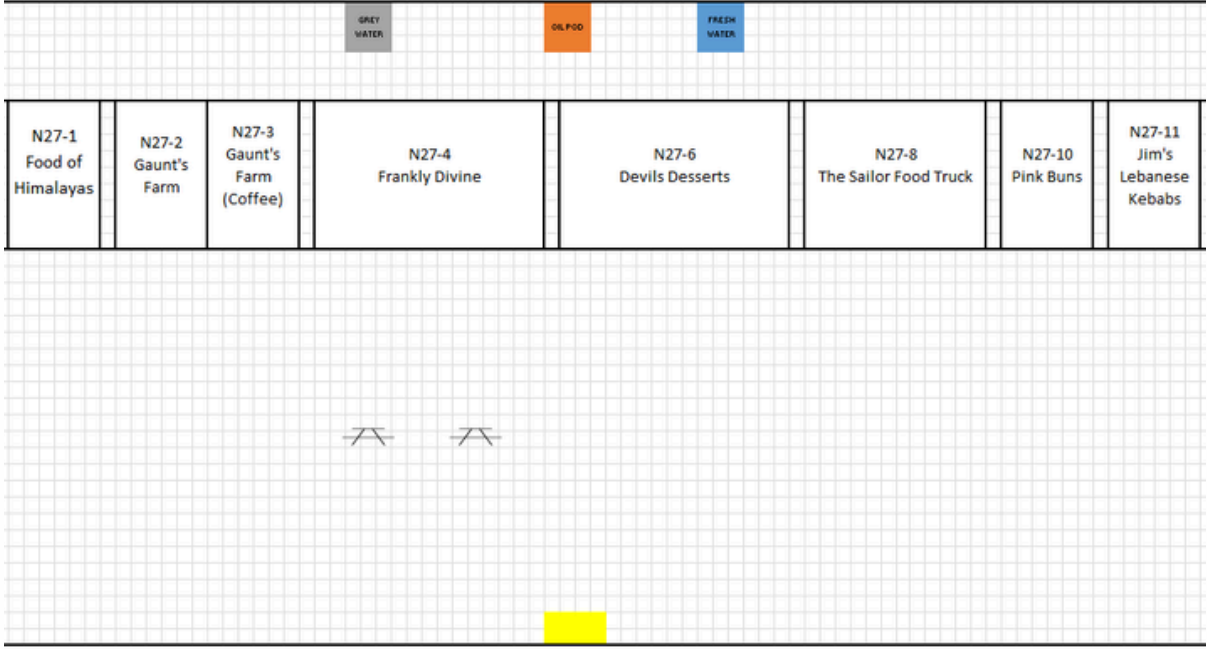 GREY
WATER
OIL POD
FRESH
WATER
N27-1
Food of
Himalayas
N27-2
Gaunt's
Farm
N27-3
Gaunt's
Farm
(Coffee)
N27-4
Frankly Divine
N27-6
Devils Desserts
N27-8
The Sailor Food Truck
N27-10
Pink Buns
N27-11
Jim's
Lebanese
Kebabs